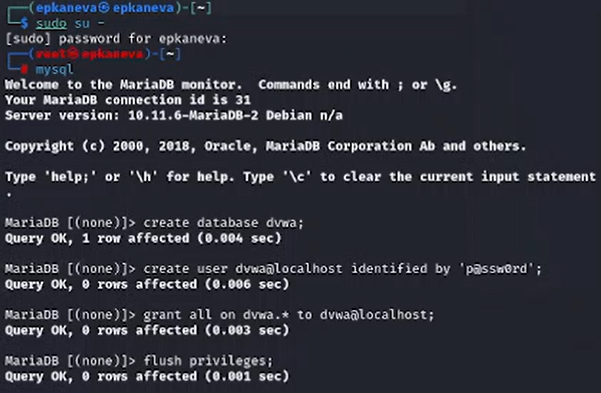 (epkaneva㉿epkaneva)-[~]
$ sudo su -
[sudo] password for epkaneva:
(root㉿epkaneva)-[~]
# mysql
Welcome to the MariaDB monitor.  Commands end with ; or \g.
Your MariaDB connection id is 31
Server version: 10.11.6-MariaDB-2 Debian n/a
Copyright (c) 2000, 2018, Oracle, MariaDB Corporation Ab and others.
Type 'help;' or '\h' for help. Type '\c' to clear the current input statement
.
MariaDB [(none)]> create database dvwa;
Query OK, 1 row affected (0.004 sec)
MariaDB [(none)]> create user dvwa@localhost identified by 'p@ssw0rd';
Query OK, 0 rows affected (0.006 sec)
MariaDB [(none)]> grant all on dvwa.* to dvwa@localhost;
Query OK, 0 rows affected (0.003 sec)
MariaDB [(none)]> flush privileges;
Query OK, 0 rows affected (0.001 sec)